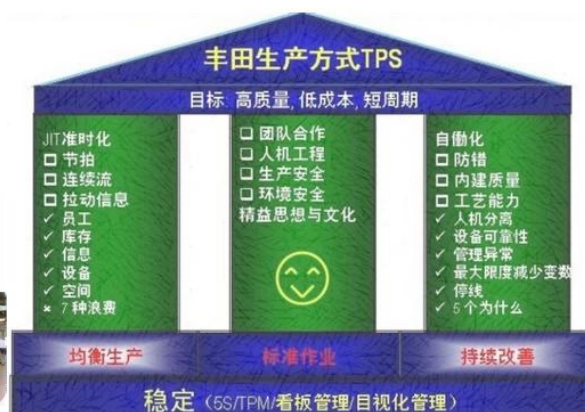 丰田生产方式TPS
目标: 高质量, 低成本, 短周期
JIT准时化
□ 节拍
□ 连续流
□ 拉动信息
✓ 员工
✓ 库存
✓ 信息
✓ 设备
✓ 空间
× 7种浪费
□ 团队合作
□ 人机工程
□ 生产安全
□ 环境安全
精益思想与文化
自働化
□ 防错
□ 内建质量
□ 工艺能力
✓ 人机分离
✓ 设备可靠性
✓ 管理异常
✓ 最大限度减少变数
✓ 停线
✓ 5个为什么
均衡生产
标准作业
持续改善
稳定（5S/TPM/看板管理/目视化管理）